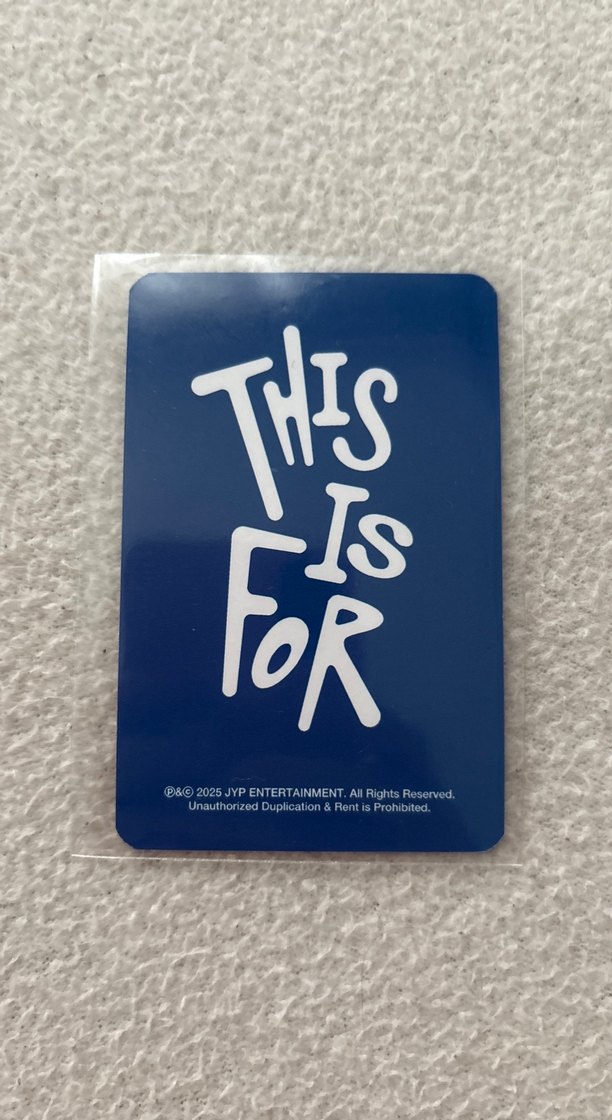 THIS
IS
FOR
℗&© 2025 JYP ENTERTAINMENT. All Rights Reserved.
Unauthorized Duplication & Rent is Prohibited.